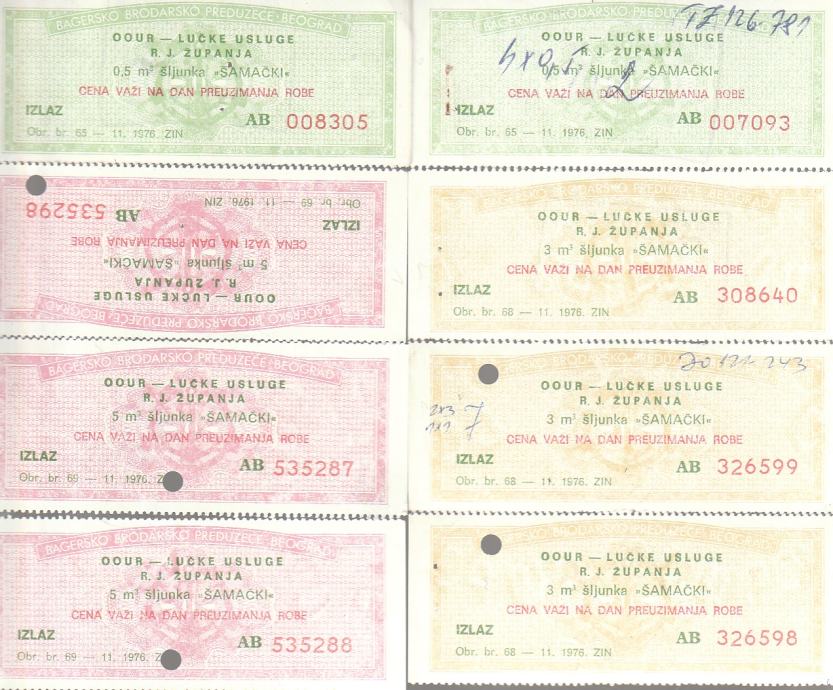 BAGERSKO BRODARSKO PREDUZEĆE - BEOGRAD
OOUR — LUČKE USLUGE
R. J. ŽUPANJA
0,5 m³ šljunka »ŠAMAČKI«
CENA VAŽI NA DAN PREUZIMANJA ROBE
IZLAZ
AB 008305
Obr. br. 65 — 11. 1976. ZIN
BAGERSKO BRODARSKO PREDUZEĆE
TZ 126-781
OOUR — LUČKE USLUGE
R. J. ŽUPANJA
0,5 m³ šljunka »ŠAMAČKI«
CENA VAŽI NA DAN PREUZIMANJA ROBE
IZLAZ
AB 007093
Obr. br. 65 — 11. 1976. ZIN
BAGERSKO BRODARSKO PREDUZEĆE - BEOGRAD
OOUR — LUČKE USLUGE
R. J. ŽUPANJA
5 m³ šljunka »ŠAMAČKI«
CENA VAŽI NA DAN PREUZIMANJA ROBE
IZLAZ
AB 535298
Obr. br. 69 — 11. 1976. ZIN
BAGERSKO BRODARSKO PREDUZEĆE - BEOGRAD
OOUR — LUČKE USLUGE
R. J. ŽUPANJA
3 m³ šljunka »ŠAMAČKI«
CENA VAŽI NA DAN PREUZIMANJA ROBE
IZLAZ
AB 308640
Obr. br. 68 — 11. 1976. ZIN
BAGERSKO BRODARSKO PREDUZEĆE - BEOGRAD
OOUR — LUČKE USLUGE
R. J. ŽUPANJA
5 m³ šljunka »ŠAMAČKI«
CENA VAŽI NA DAN PREUZIMANJA ROBE
IZLAZ
AB 535287
Obr. br. 69 — 11. 1976.
BRODARSKO PREDUZEĆE - BEOGRAD
OOUR — LUČKE USLUGE
R. J. ŽUPANJA
3 m³ šljunka »ŠAMAČKI«
CENA VAŽI NA DAN PREUZIMANJA ROBE
IZLAZ
AB 326599
Obr. br. 68 — 11. 1976. ZIN
BAGERSKO BRODARSKO PREDUZEĆE - BEOGRAD
OOUR — LUČKE USLUGE
R. J. ŽUPANJA
5 m³ šljunka »ŠAMAČKI«
CENA VAŽI NA DAN PREUZIMANJA ROBE
IZLAZ
AB 535288
Obr. br. 69 — 11. 1976.
BRODARSKO PREDUZEĆE - BEOGRAD
OOUR — LUČKE USLUGE
R. J. ŽUPANJA
3 m³ šljunka »ŠAMAČKI«
CENA VAŽI NA DAN PREUZIMANJA ROBE
IZLAZ
AB 326598
Obr. br. 68 — 11. 1976. ZIN